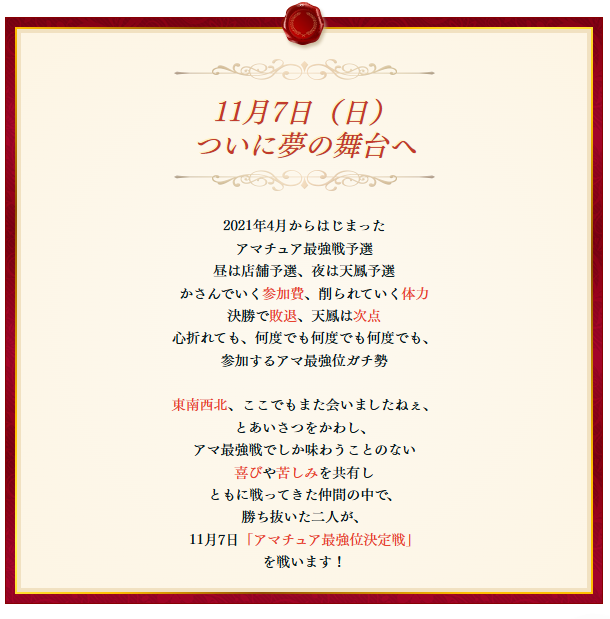 11月7日（日）
ついに夢の舞台へ
2021年4月からはじまった
アマチュア最強戦予選
昼は店舗予選、夜は天鳳予選
かさんでいく参加費、削られていく体力
決勝で敗退、天鳳は次点
心折れても、何度でも何度でも何度でも、
参加するアマ最強位ガチ勢
東南西北、ここでもまた会いましたねぇ、
とあいさつをかわし、
アマ最強戦でしか味わうことのない
喜びや苦しみを共有し
ともに戦ってきた仲間の中で、
勝ち抜いた二人が、
11月7日「アマチュア最強位決定戦」
を戦います！